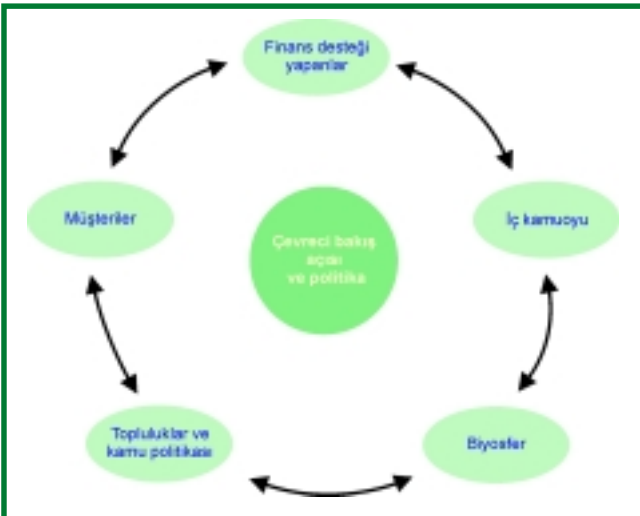 Finans desteği
yapanlar
Müşteriler
İç kamuoyu
Çevreci bakış
açısı
ve politika
Topluluklar ve
kamu politikası
Biyosfer